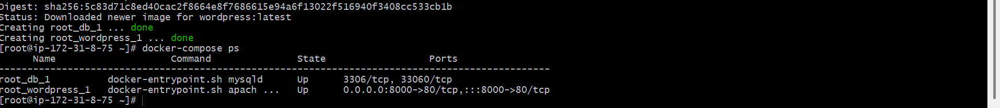 Digest: sha256:5c83d71c8ed40cac2f8664e8f7686615e94a6f13022f516940f3408cc533cb1b
Status: Downloaded newer image for wordpress:latest
Creating root_db_1 ... done
Creating root_wordpress_1 ... done
[root@ip-172-31-8-75 ~]# docker-compose ps
Name Command State Ports
------------------------------------------------------------------------------------------------
root_db_1 docker-entrypoint.sh mysqld Up 3306/tcp, 33060/tcp
root_wordpress_1 docker-entrypoint.sh apach ... Up 0.0.0.0:8000->80/tcp,:::8000->80/tcp
[root@ip-172-31-8-75 ~]#